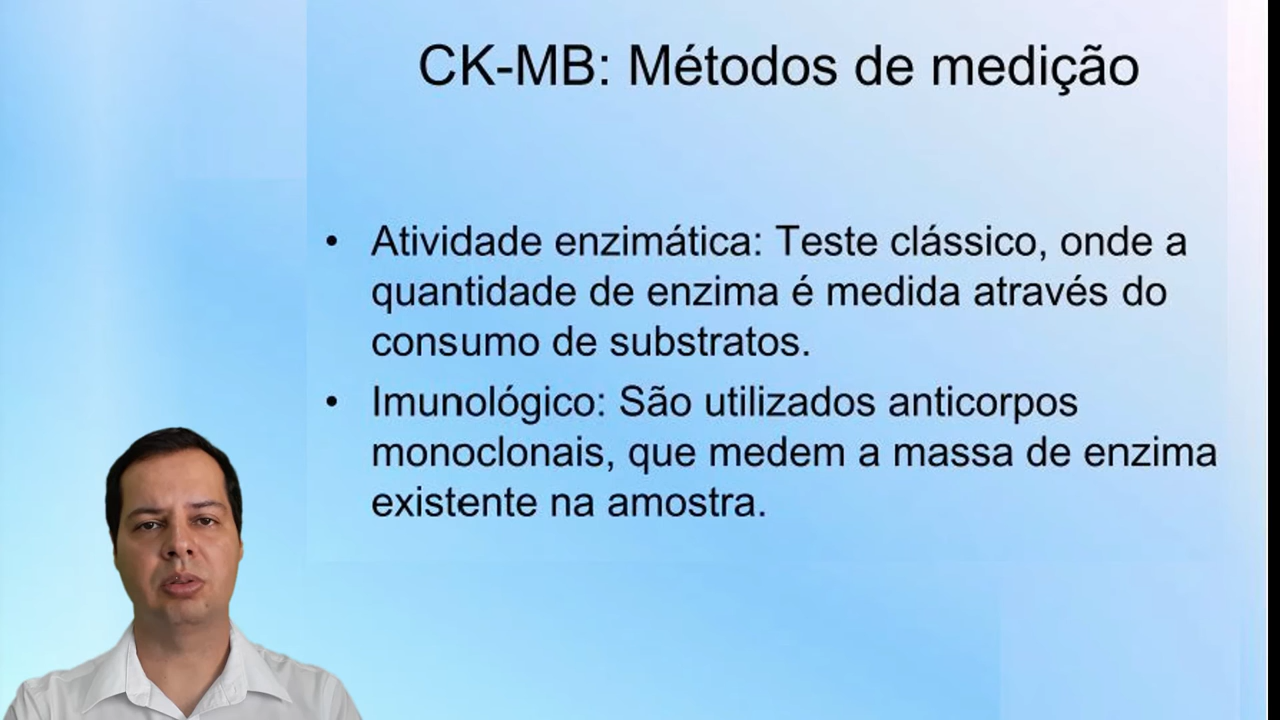 CK-MB: Métodos de medição
• Atividade enzimática: Teste clássico, onde a
quantidade de enzima é medida através do
consumo de substratos.
• Imunológico: São utilizados anticorpos
monoclonais, que medem a massa de enzima
existente na amostra.